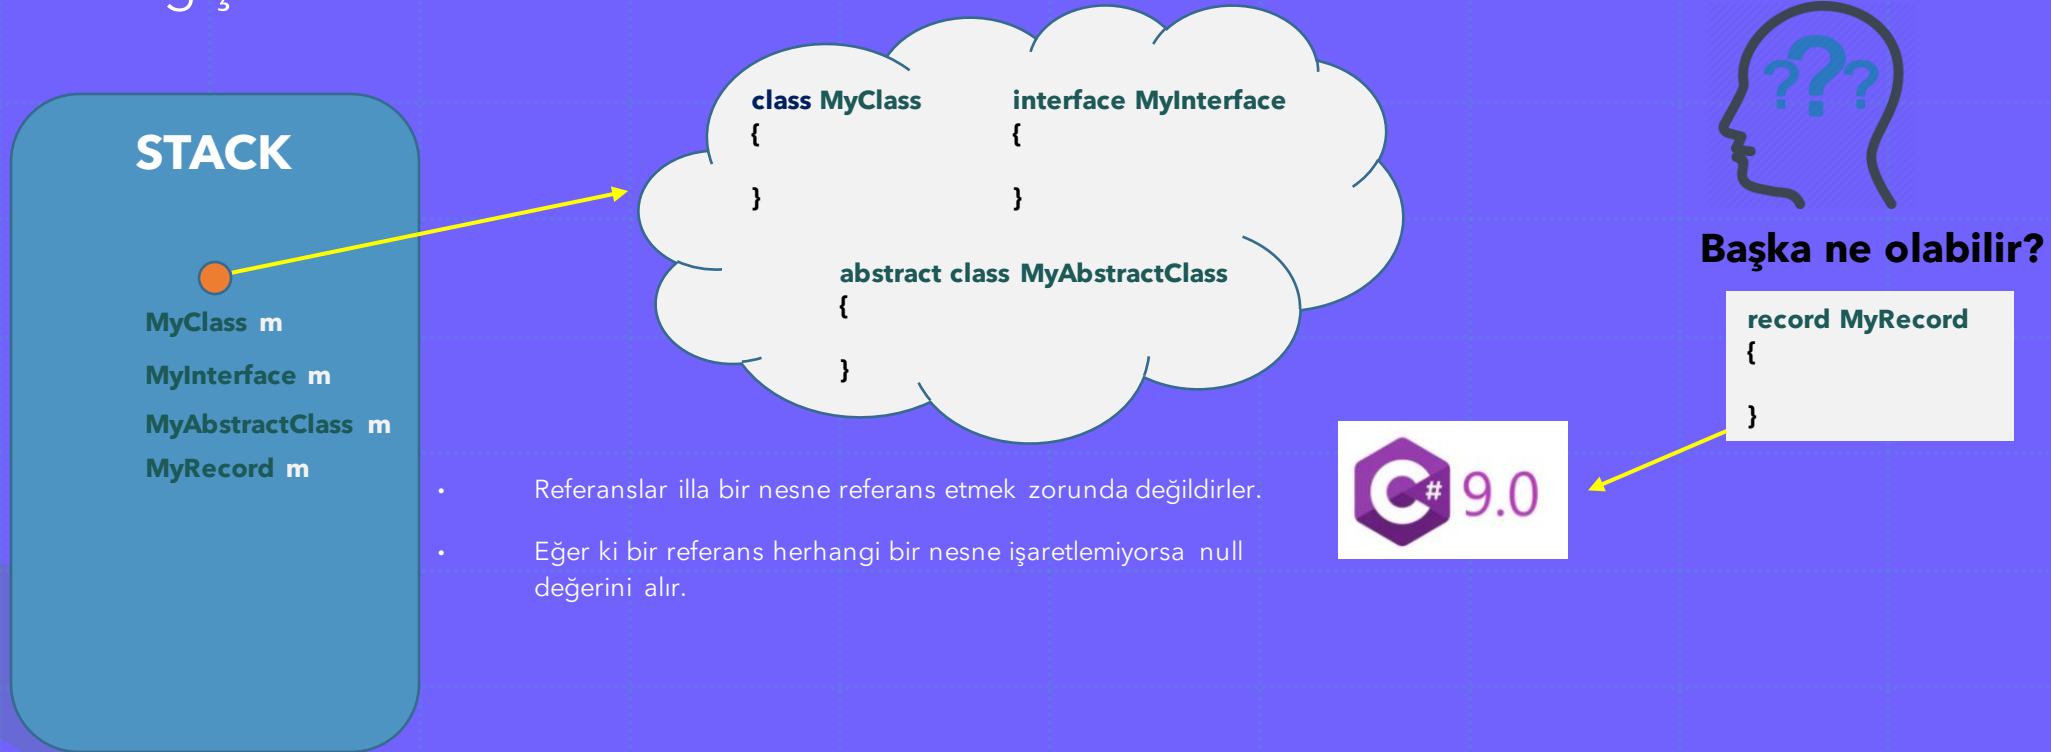 STACK
MyClass m
MyInterface m
MyAbstractClass m
MyRecord m
class MyClass
{
}
interface MyInterface
{
}
abstract class MyAbstractClass
{
}
• Referanslar illa bir nesne referans etmek zorunda değildirler.
• Eğer ki bir referans herhangi bir nesne işaretlemiyorsa null
değerini alır.
???
Başka ne olabilir?
record MyRecord
{
}
C# 9.0